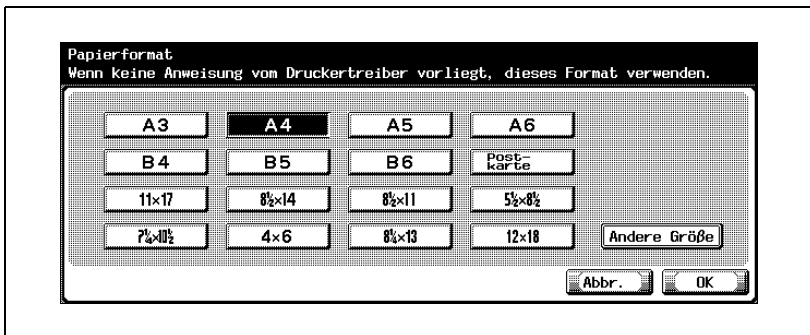 Papierformat
Wenn keine Anweisung vom Druckertreiber vorliegt, dieses Format verwenden.
A3 A4 A5 A6
B4 B5 B6 Post-
karte
11×17 8½×14 8½×11 5½×8½
7¼×10½ 4×6 8¼×13 12×18 Andere Größe
Abbr. OK